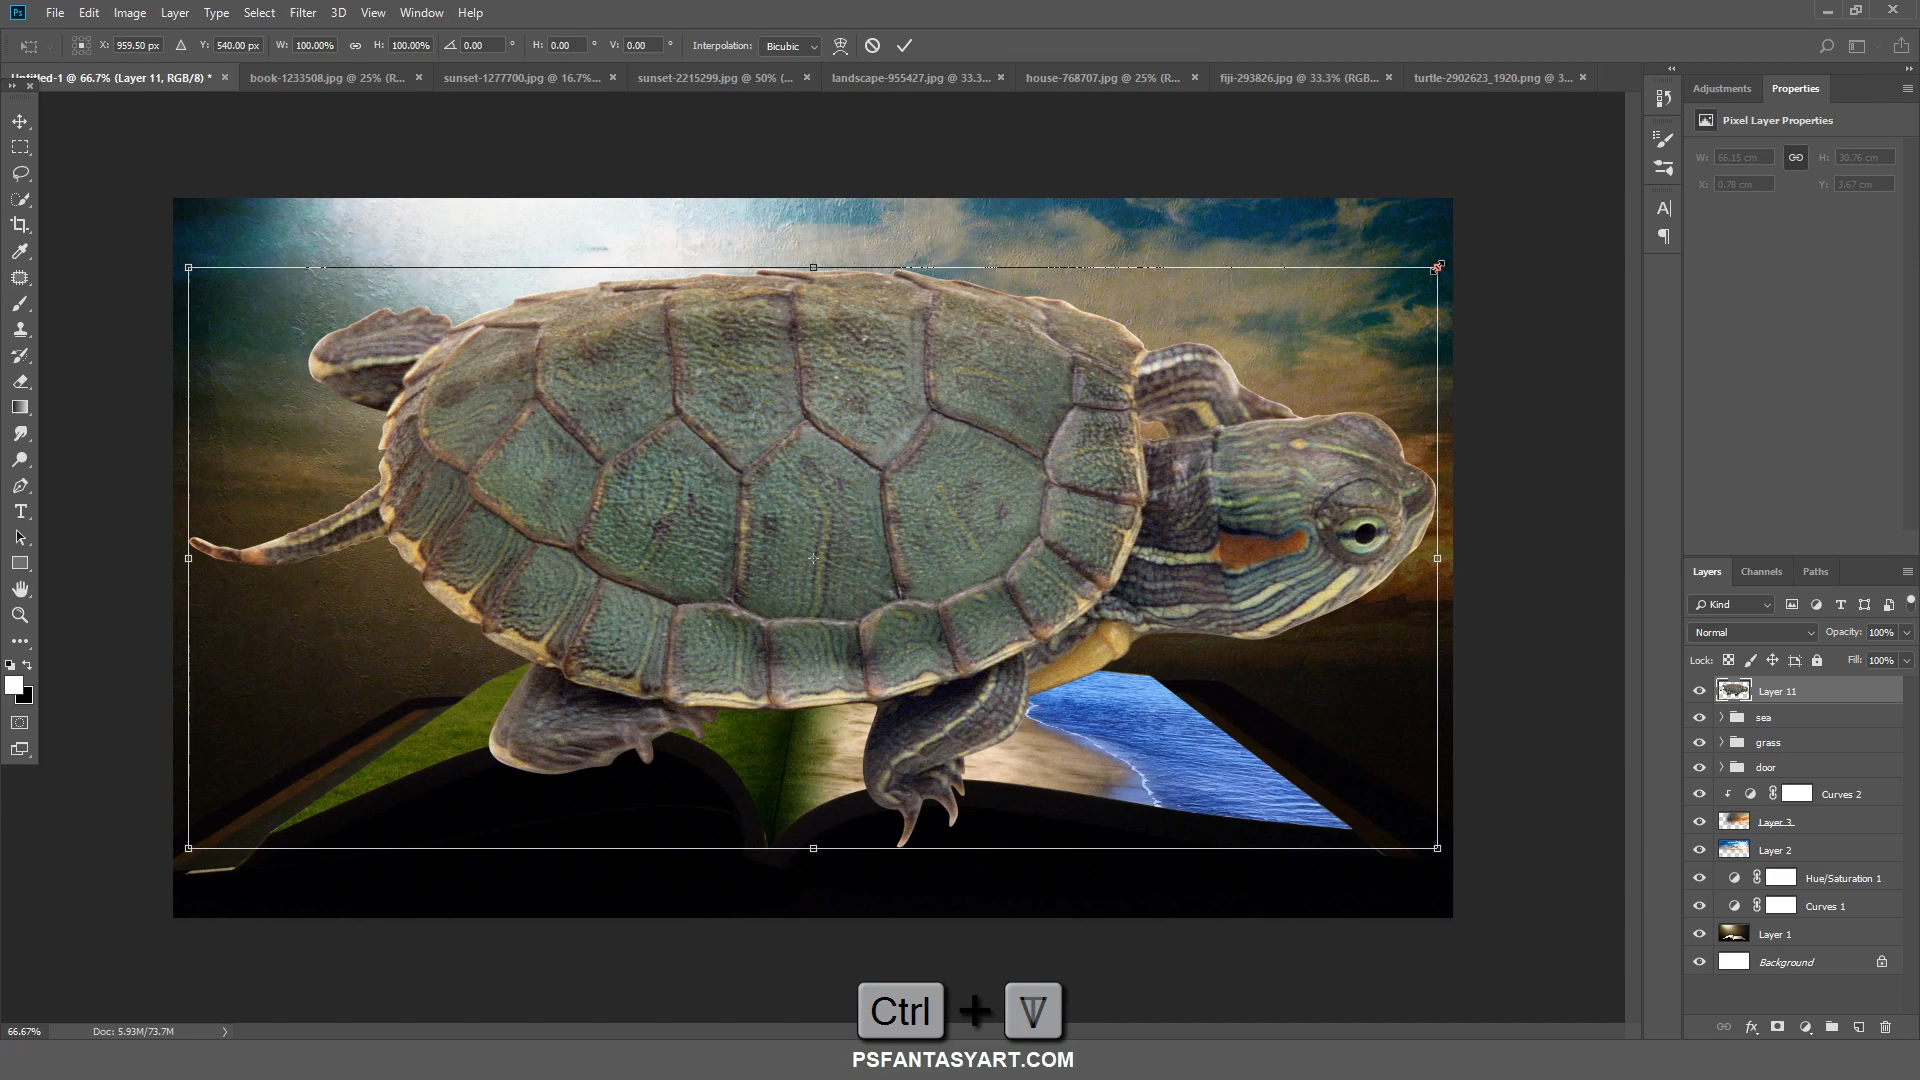 Ps File Edit Image Layer Type Select Filter 3D View Window Help
X: 959.50 px Y: 540.00 px W: 100.00% H: 100.00% 0.00 ° H: 0.00 ° V: 0.00 ° Interpolation: Bicubic
Untitled-1 @ 66.7% (Layer 11, RGB/8) * book-1233508.jpg @ 25% (R... sunset-1277700.jpg @ 16.7%... sunset-2215299.jpg @ 50% (... landscape-955427.jpg @ 33.3... house-768707.jpg @ 25% (R... fiji-293826.jpg @ 33.3% (RGB... turtle-2902623_1920.png @ 3...
Adjustments Properties
Pixel Layer Properties
W: 66.15 cm H: 30.76 cm
X: 0.78 cm Y: 3.67 cm
Layers Channels Paths
Kind
Normal Opacity: 100%
Lock: Fill: 100%
Layer 11
sea
grass
door
Curves 2
Layer 3
Layer 2
Hue/Saturation 1
Curves 1
Layer 1
Background
66.67% Doc: 5.93M/73.7M
Ctrl +
PSFANTASYART.COM